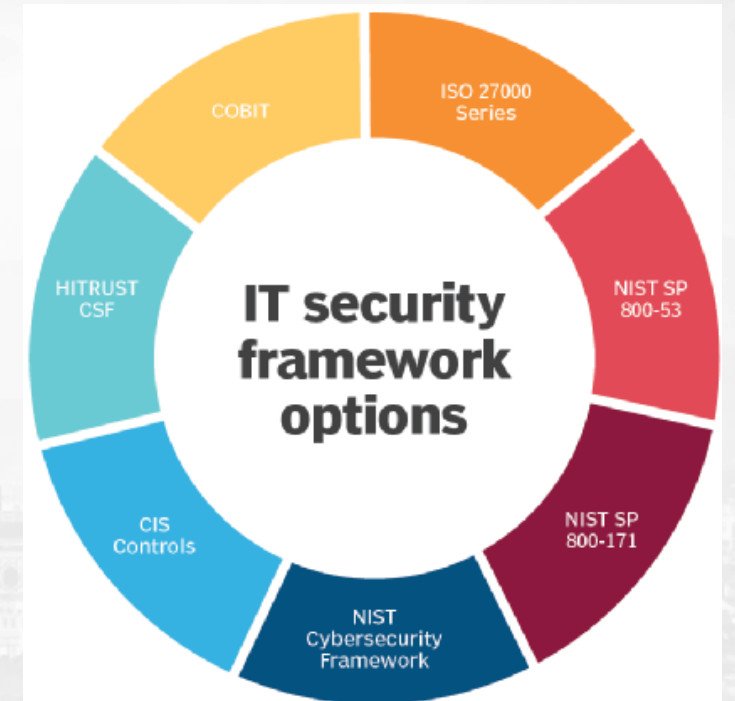 COBIT
ISO 27000
Series
HITRUST
CSF
IT security
framework
options
NIST SP
800-53
CIS
Controls
NIST SP
800-171
NIST
Cybersecurity
Framework